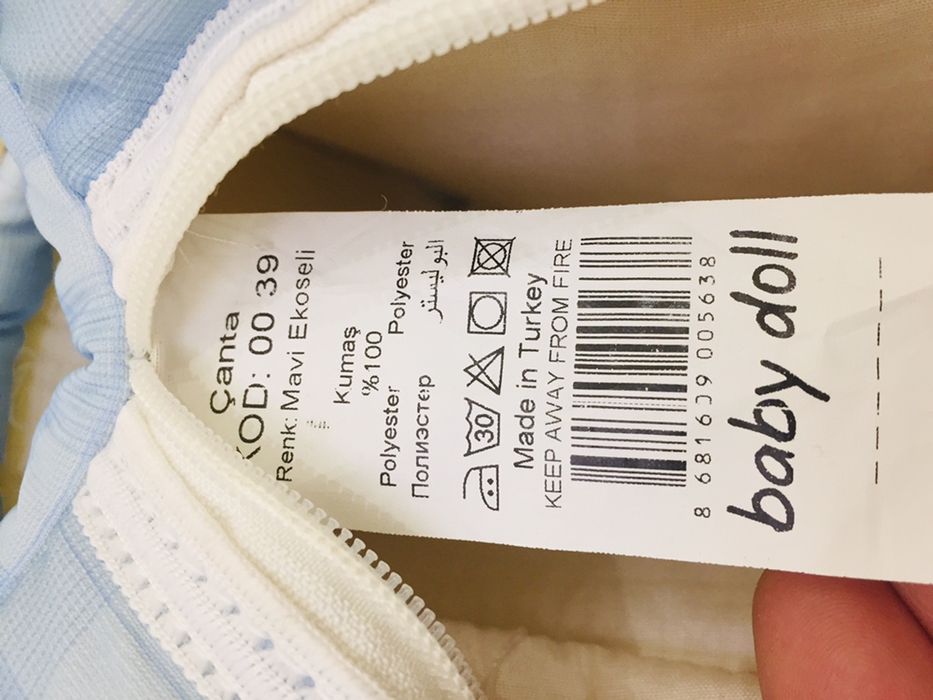 Çanta
KOD: 00 39
Renk: Mavi Ekoseli
Kumaş
%100
Polyester Polyester
Полиэстер البوليستر
30
Made in Turkey
KEEP AWAY FROM FIRE
8 681609 005638
baby doll